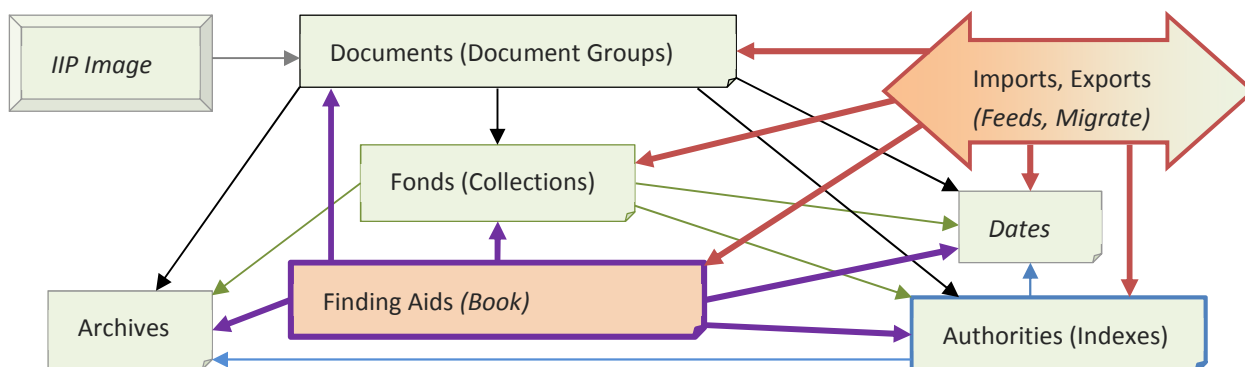 IIP Image
Documents (Document Groups)
Imports, Exports
(Feeds, Migrate)
Fonds (Collections)
Dates
Finding Aids (Book)
Archives
Authorities (Indexes)